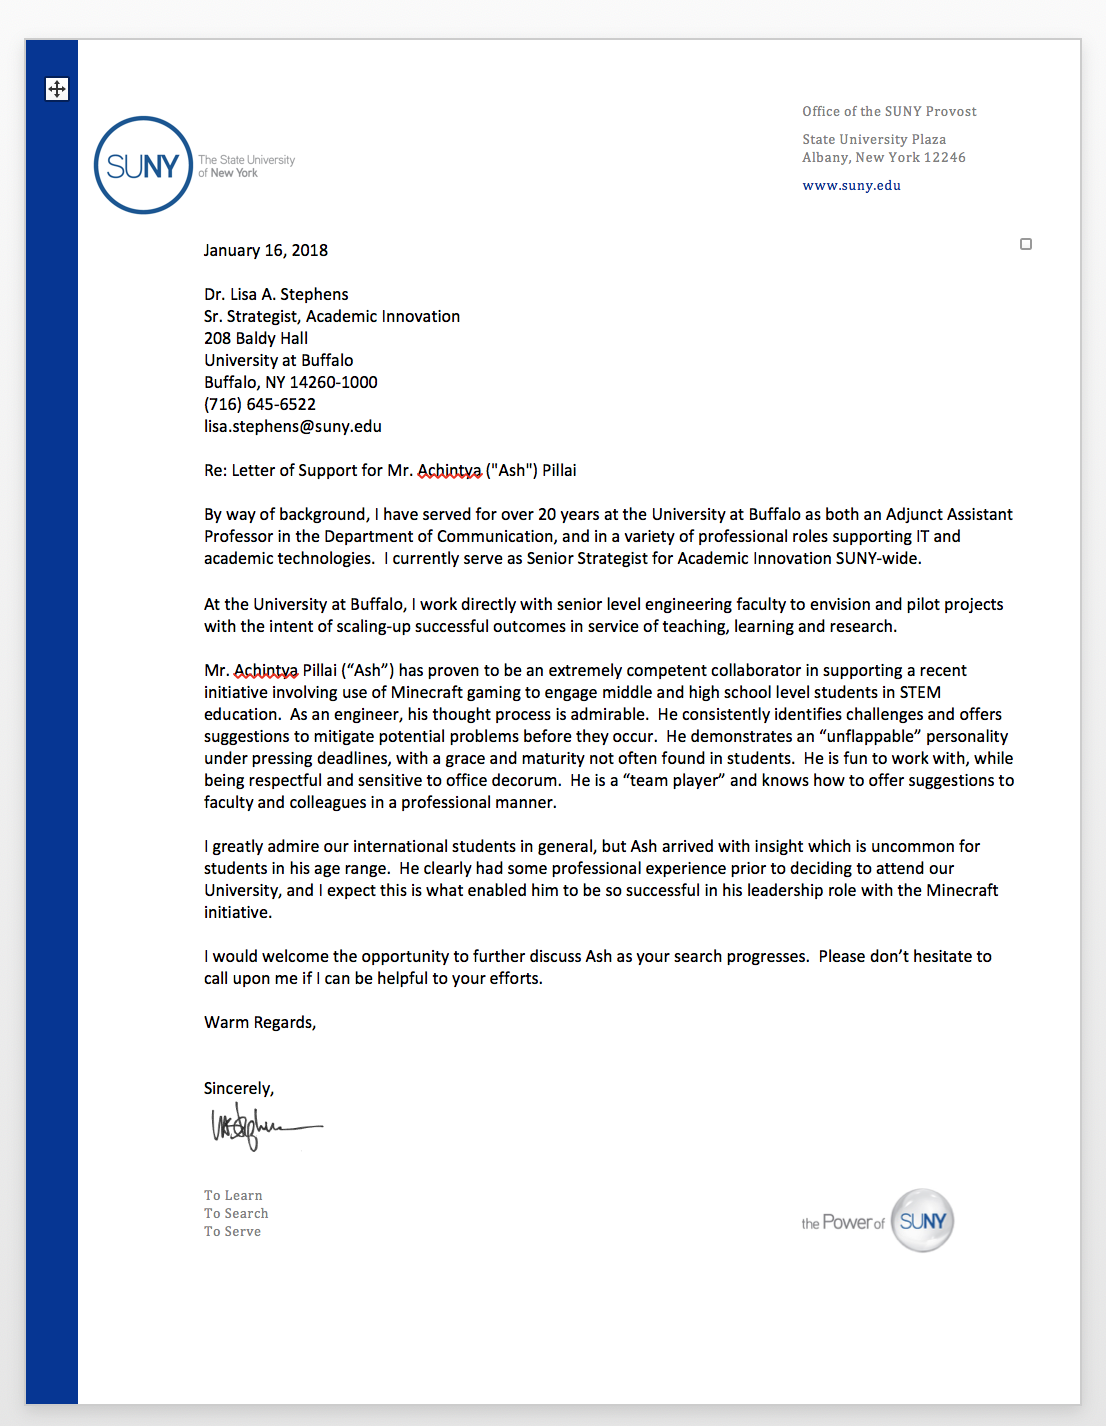 Office of the SUNY Provost
State University Plaza
Albany, New York 12246
www.suny.edu
SUNY
The State University
of New York
January 16, 2018
Dr. Lisa A. Stephens
Sr. Strategist, Academic Innovation
208 Baldy Hall
University at Buffalo
Buffalo, NY 14260-1000
(716) 645-6522
lisa.stephens@suny.edu
Re: Letter of Support for Mr. Achintya ("Ash") Pillai
By way of background, I have served for over 20 years at the University at Buffalo as both an Adjunct Assistant
Professor in the Department of Communication, and in a variety of professional roles supporting IT and
academic technologies.  I currently serve as Senior Strategist for Academic Innovation SUNY-wide.
At the University at Buffalo, I work directly with senior level engineering faculty to envision and pilot projects
with the intent of scaling-up successful outcomes in service of teaching, learning and research.
Mr. Achintya Pillai (“Ash”) has proven to be an extremely competent collaborator in supporting a recent
initiative involving use of Minecraft gaming to engage middle and high school level students in STEM
education.  As an engineer, his thought process is admirable.  He consistently identifies challenges and offers
suggestions to mitigate potential problems before they occur.  He demonstrates an “unflappable” personality
under pressing deadlines, with a grace and maturity not often found in students.  He is fun to work with, while
being respectful and sensitive to office decorum.  He is a “team player” and knows how to offer suggestions to
faculty and colleagues in a professional manner.
I greatly admire our international students in general, but Ash arrived with insight which is uncommon for
students in his age range.  He clearly had some professional experience prior to deciding to attend our
University, and I expect this is what enabled him to be so successful in his leadership role with the Minecraft
initiative.
I would welcome the opportunity to further discuss Ash as your search progresses.  Please don’t hesitate to
call upon me if I can be helpful to your efforts.
Warm Regards,
Sincerely,
To Learn
To Search
To Serve
the Power of SUNY